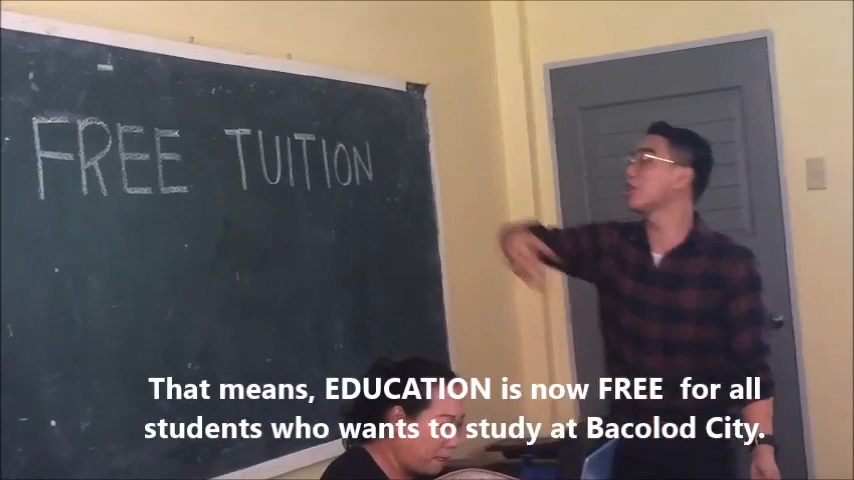 FREE TUITION
That means, EDUCATION is now FREE for all
students who wants to study at Bacolod City.